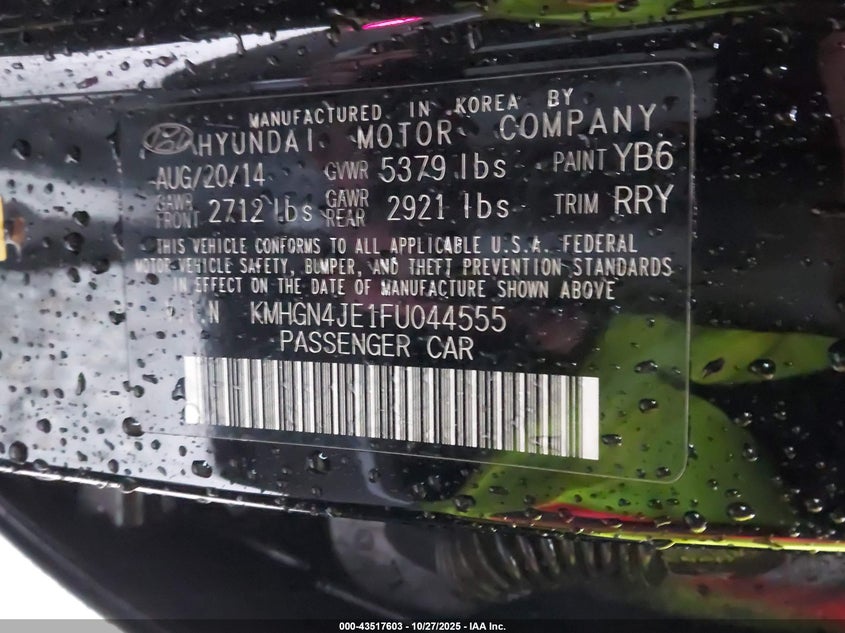 MANUFACTURED IN KOREA BY
HYUNDAI MOTOR COMPANY
AUG/20/14 GVWR 5379 lbs PAINT YB6
GAWR FRONT 2712 lbs GAWR REAR 2921 lbs TRIM RRY
THIS VEHICLE CONFORMS TO ALL APPLICABLE U.S.A. FEDERAL
MOTOR VEHICLE SAFETY, BUMPER, AND THEFT PREVENTION STANDARDS
IN EFFECT ON THE DATE OF MANUFACTURE SHOWN ABOVE
V.I.N KMHGN4JE1FU044555
PASSENGER CAR
000-43517603 - 10/27/2025 - IAA Inc.